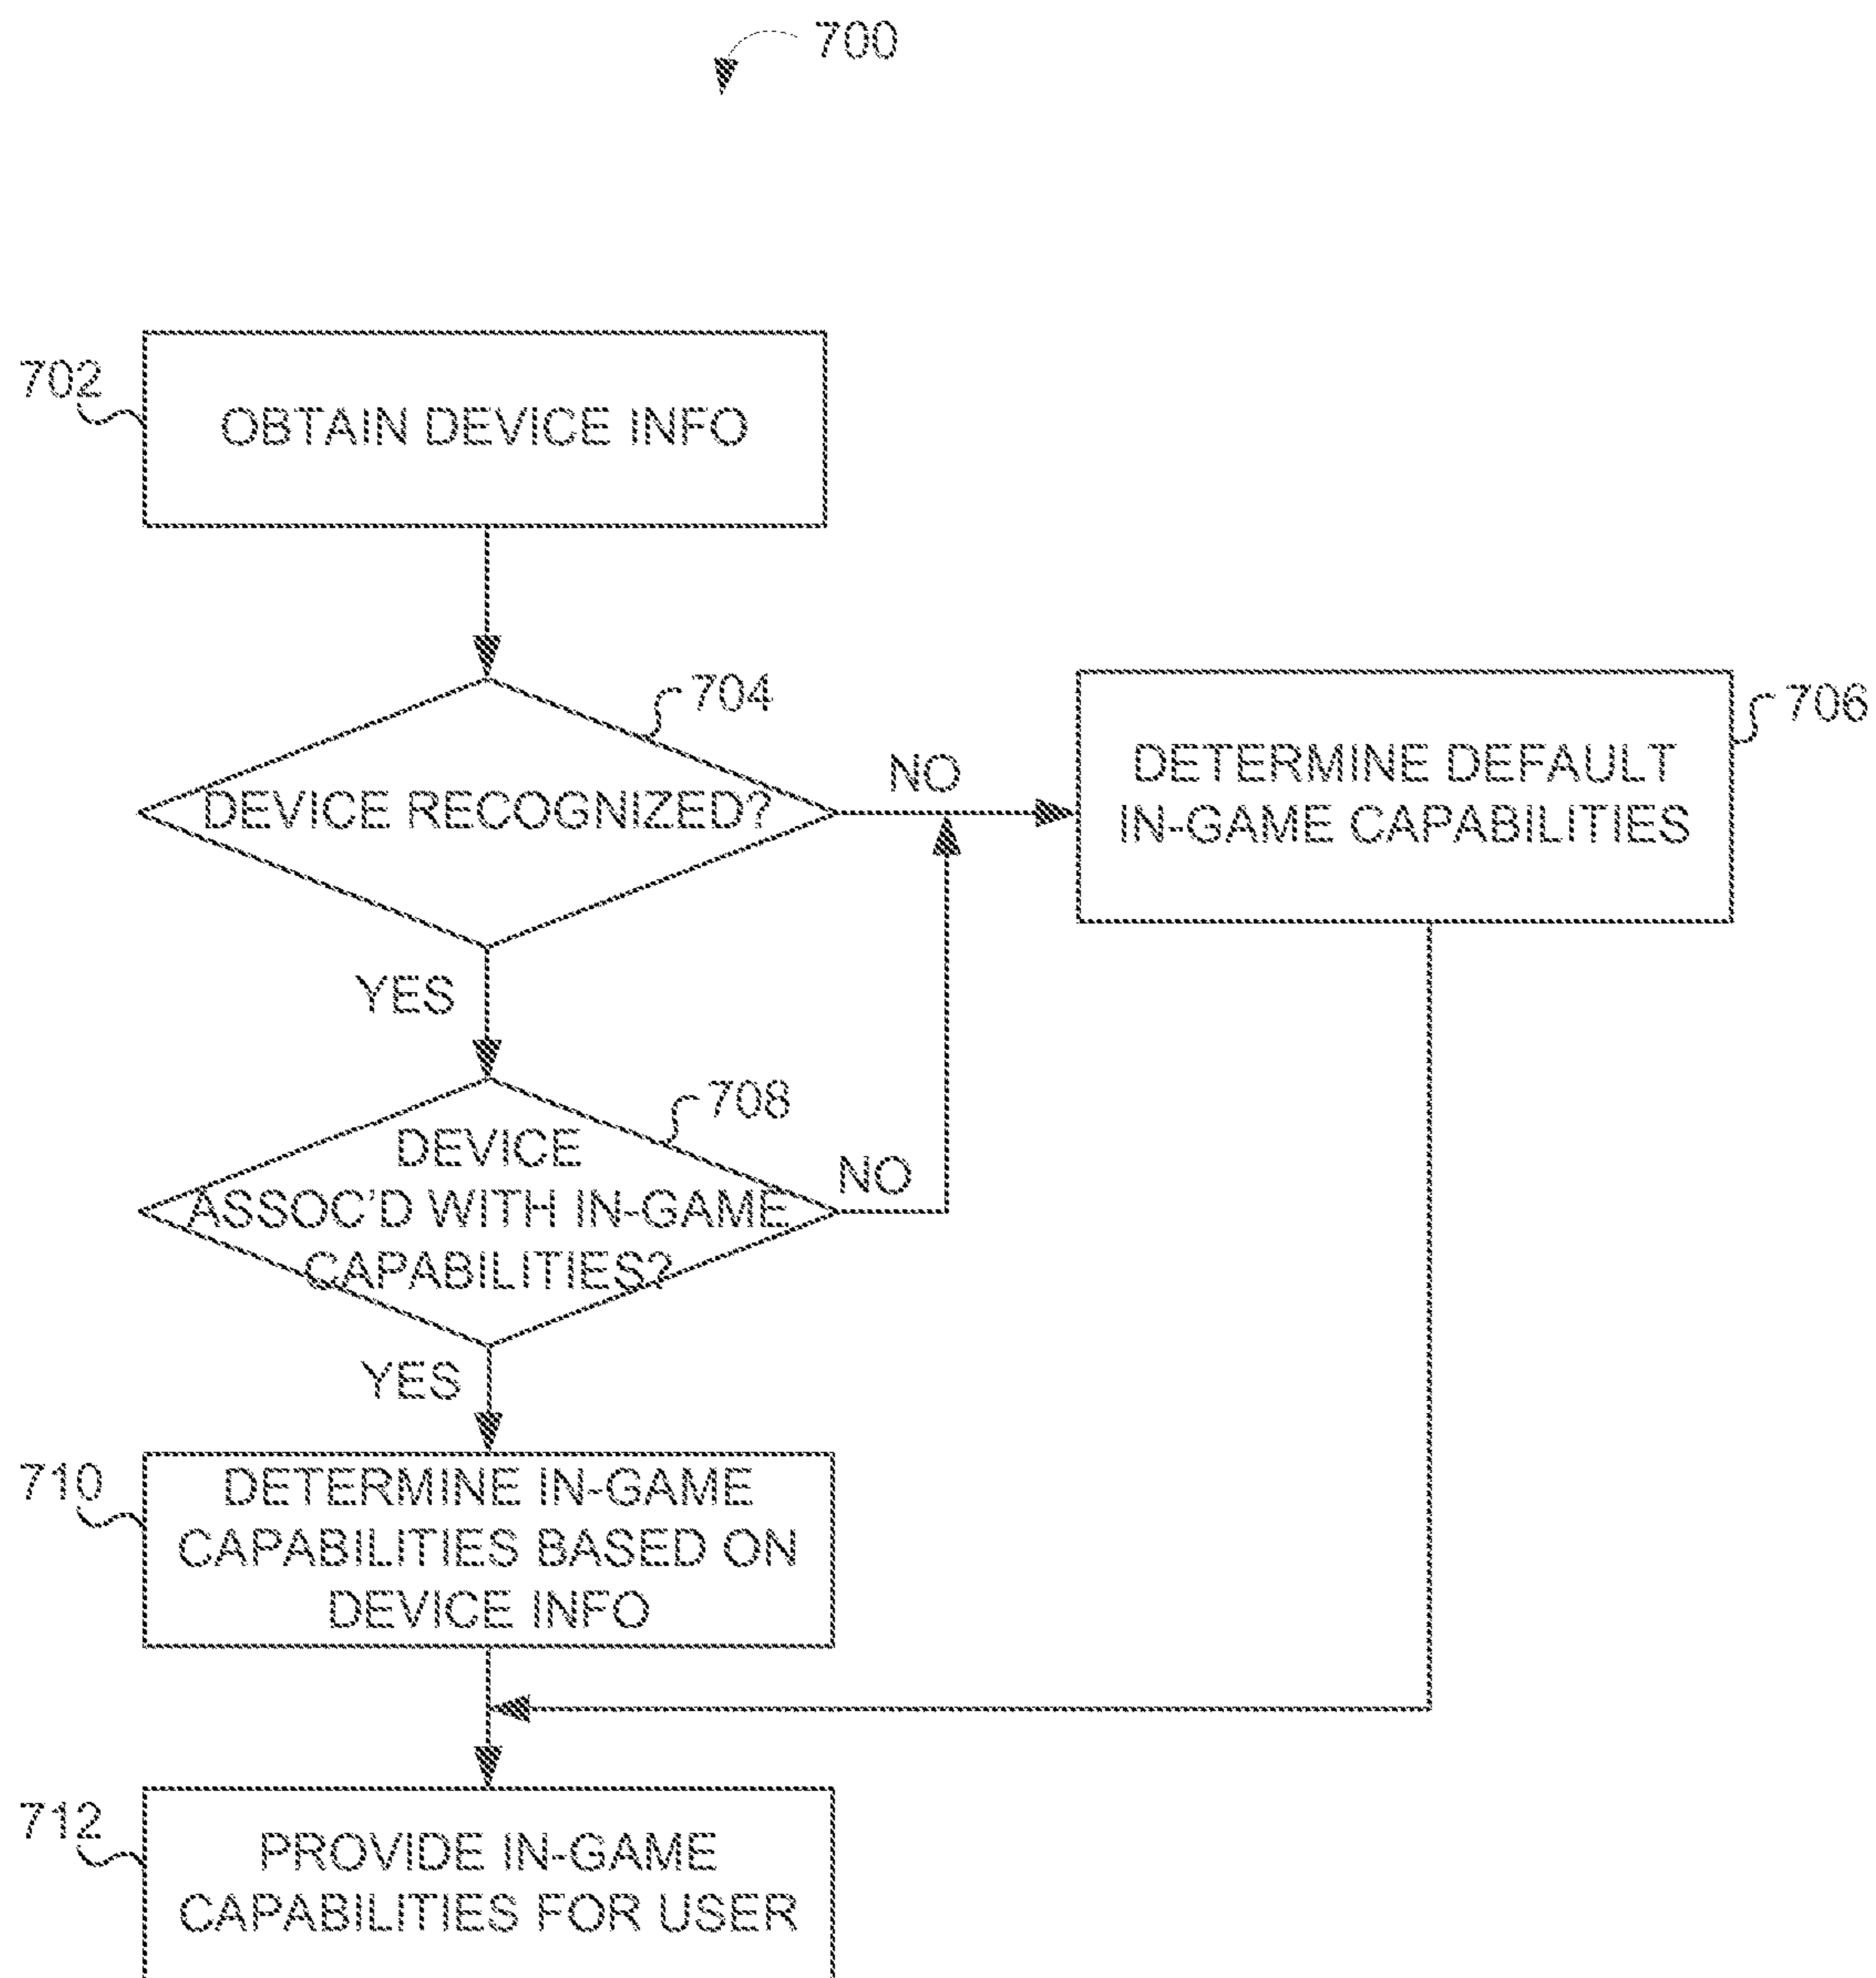 700
702
OBTAIN DEVICE INFO
704
DEVICE RECOGNIZED?
NO
706
DETERMINE DEFAULT
IN-GAME CAPABILITIES
YES
708
DEVICE
ASSOC'D WITH IN-GAME
CAPABILITIES?
NO
YES
710
DETERMINE IN-GAME
CAPABILITIES BASED ON
DEVICE INFO
712
PROVIDE IN-GAME
CAPABILITIES FOR USER